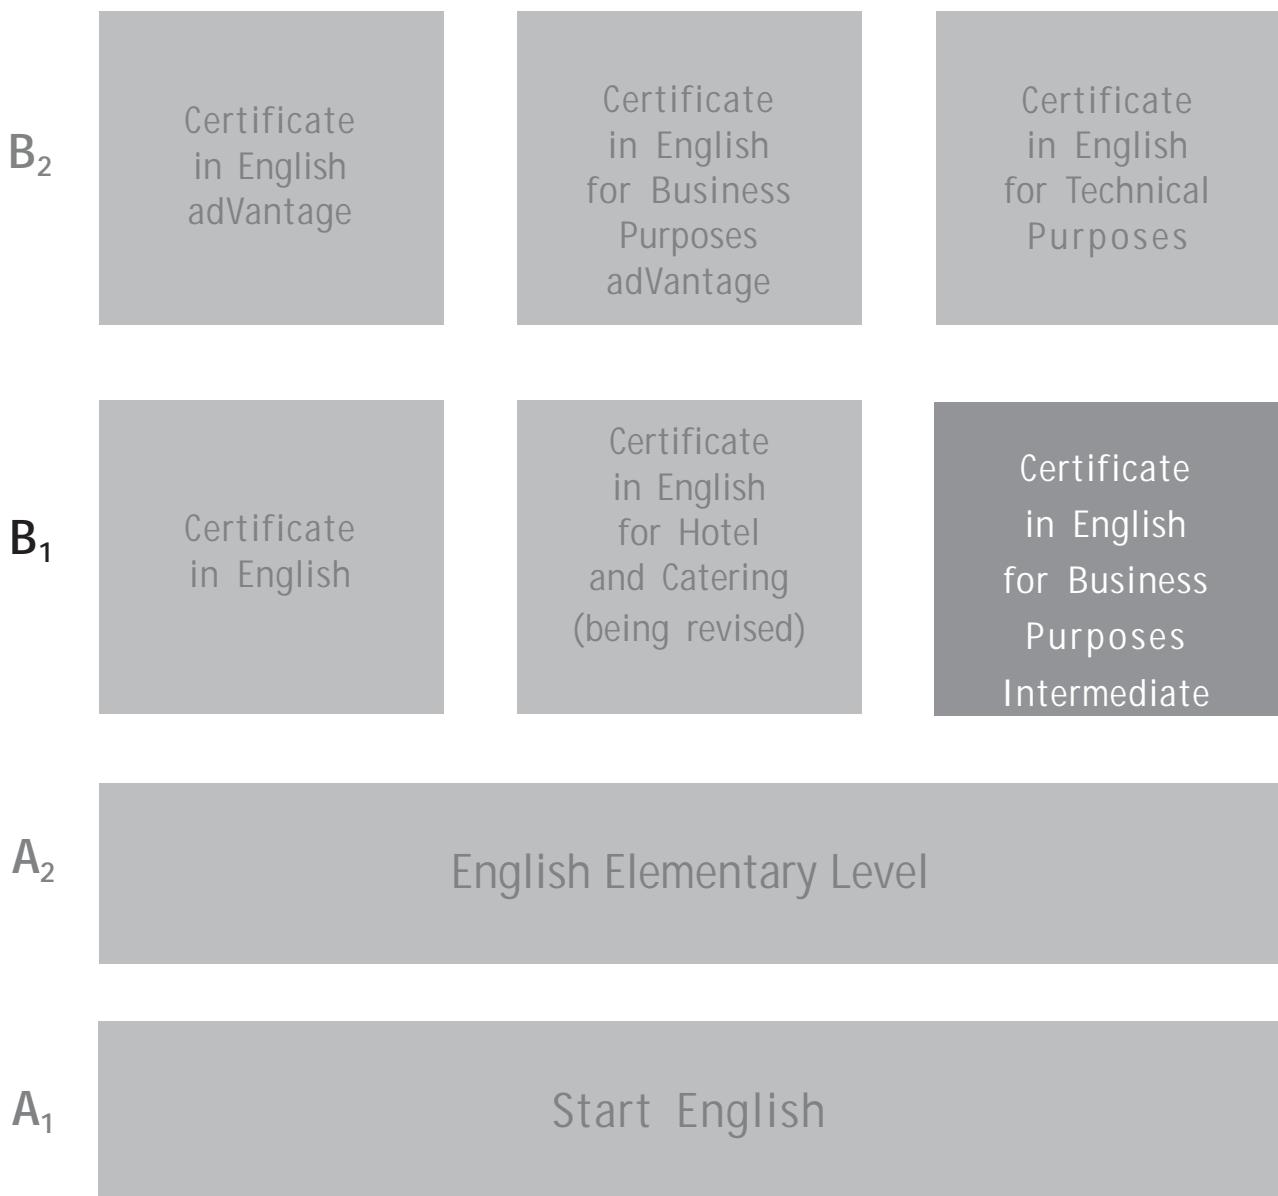 B2
Certificate
in English
adVantage
Certificate
in English
for Business
Purposes
adVantage
Certificate
in English
for Technical
Purposes
B1
Certificate
in English
Certificate
in English
for Hotel
and Catering
(being revised)
Certificate
in English
for Business
Purposes
Intermediate
A2
English Elementary Level
A1
Start English